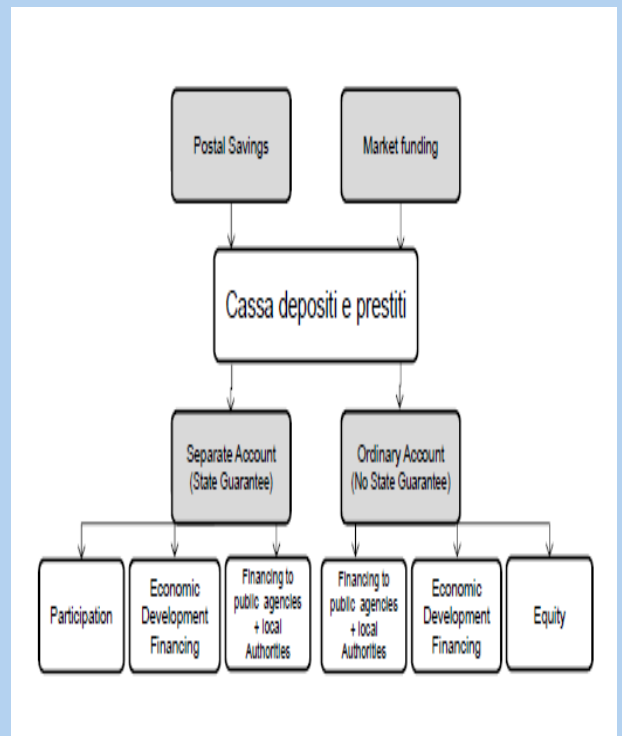 Postal Savings
Market funding
Cassa depositi e prestiti
Separate Account
(State Guarantee)
Ordinary Account
(No State Guarantee)
Participation
Economic
Development
Financing
Financing to
public agencies
+ local
Authorities
Financing to
public agencies
+ local
Authorities
Economic
Development
Financing
Equity